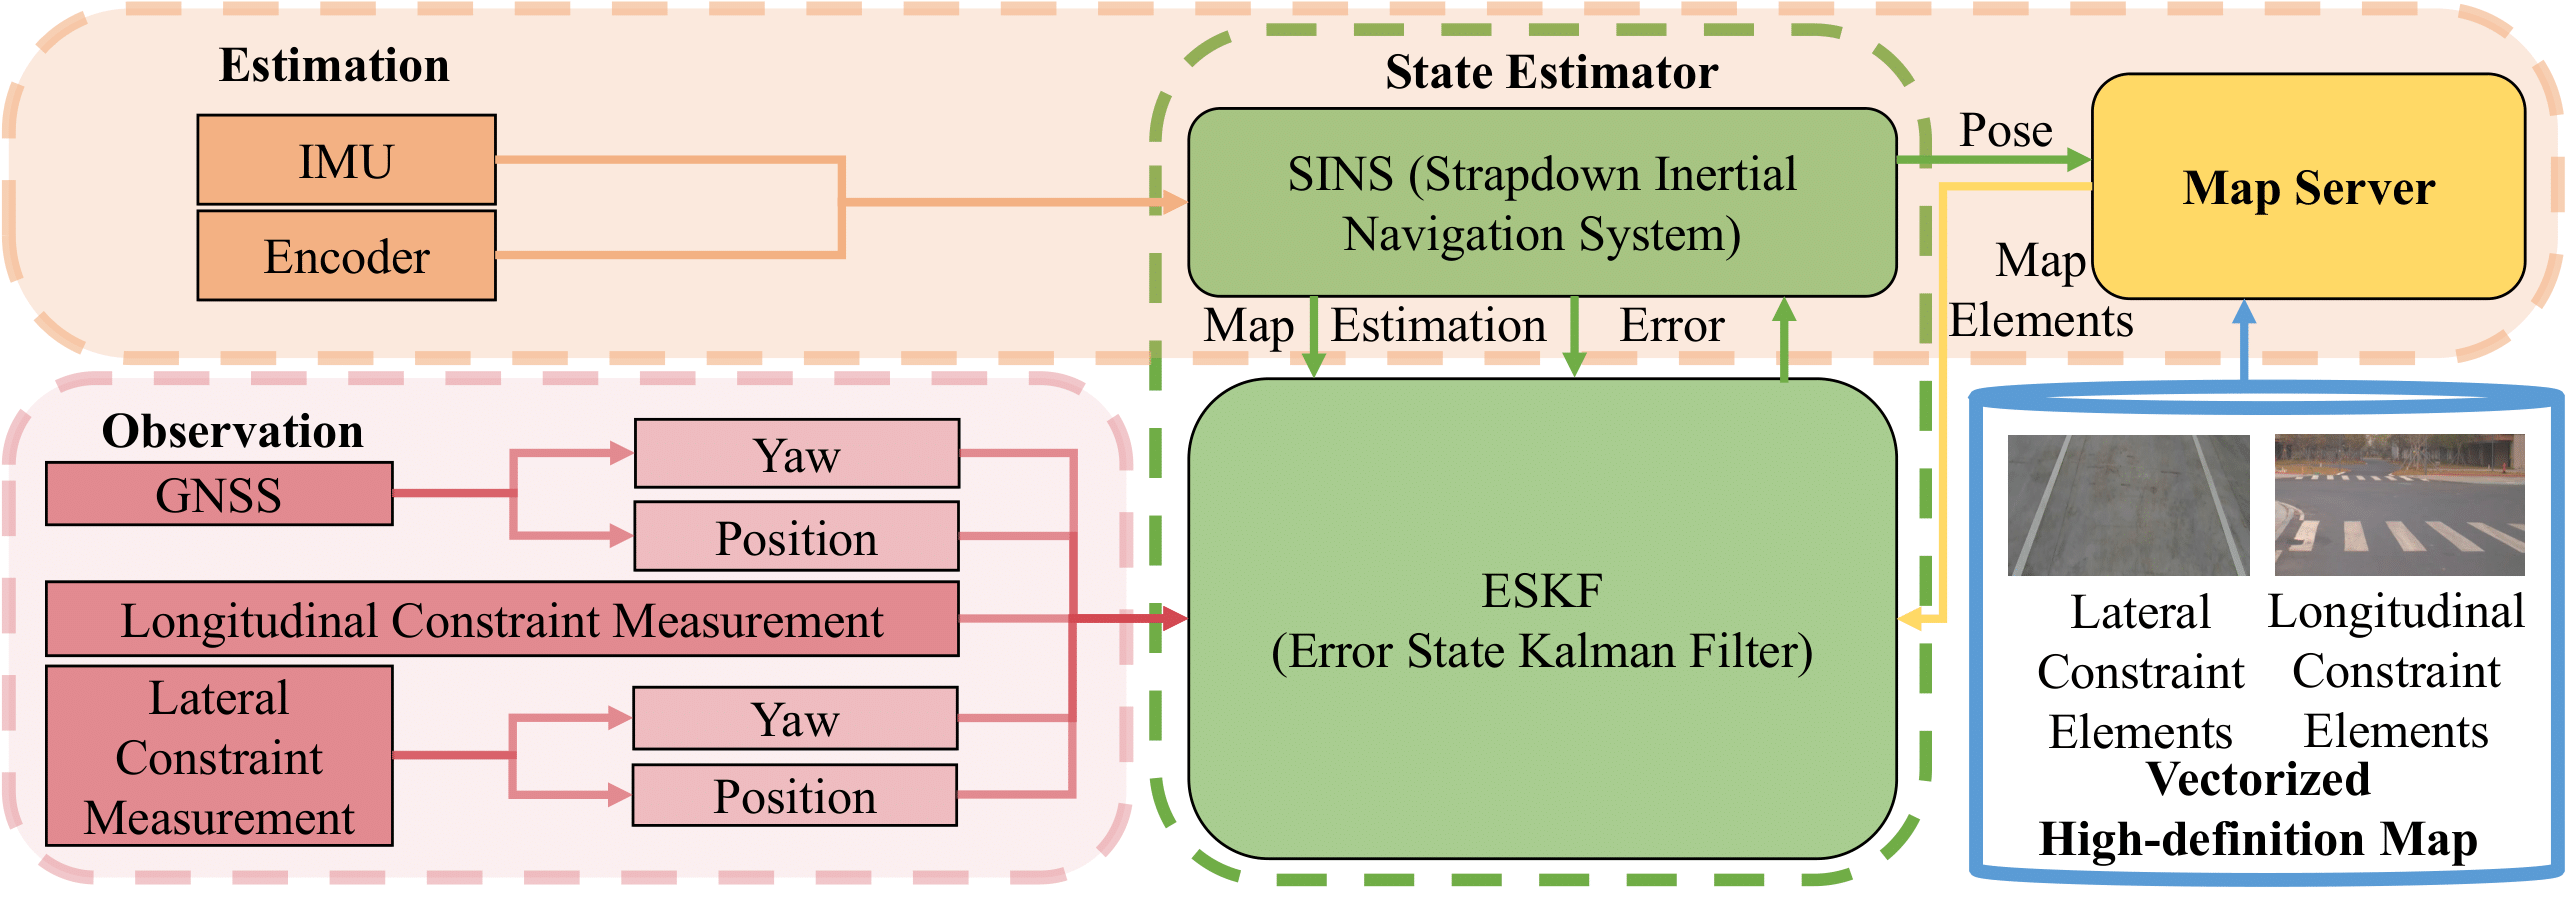 Estimation
IMU
Encoder
State Estimator
SINS (Strapdown Inertial
Navigation System)
Pose
Map Server
Map
Elements
Map
Estimation
Error
Observation
GNSS
Yaw
Position
Longitudinal Constraint Measurement
Lateral
Constraint
Measurement
Yaw
Position
ESKF
(Error State Kalman Filter)
Lateral
Constraint
Elements
Longitudinal
Constraint
Elements
Vectorized
High-definition Map